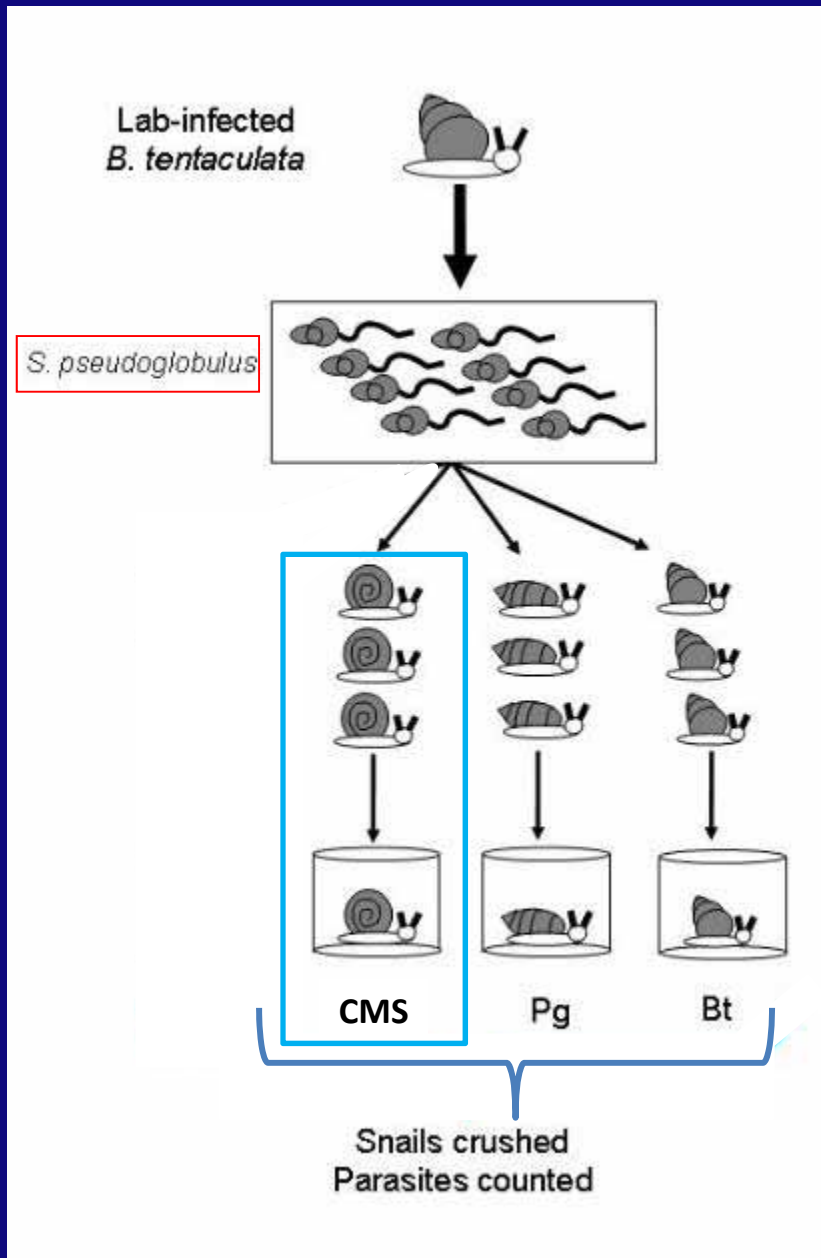 Lab-infected
B. tentaculata
S. pseudoglobulus
CMS Pg Bt
Snails crushed
Parasites counted